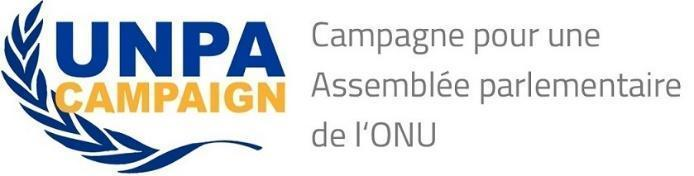 UNPA
CAMPAIGN
Campagne pour une
Assemblée parlementaire
de l‘ONU